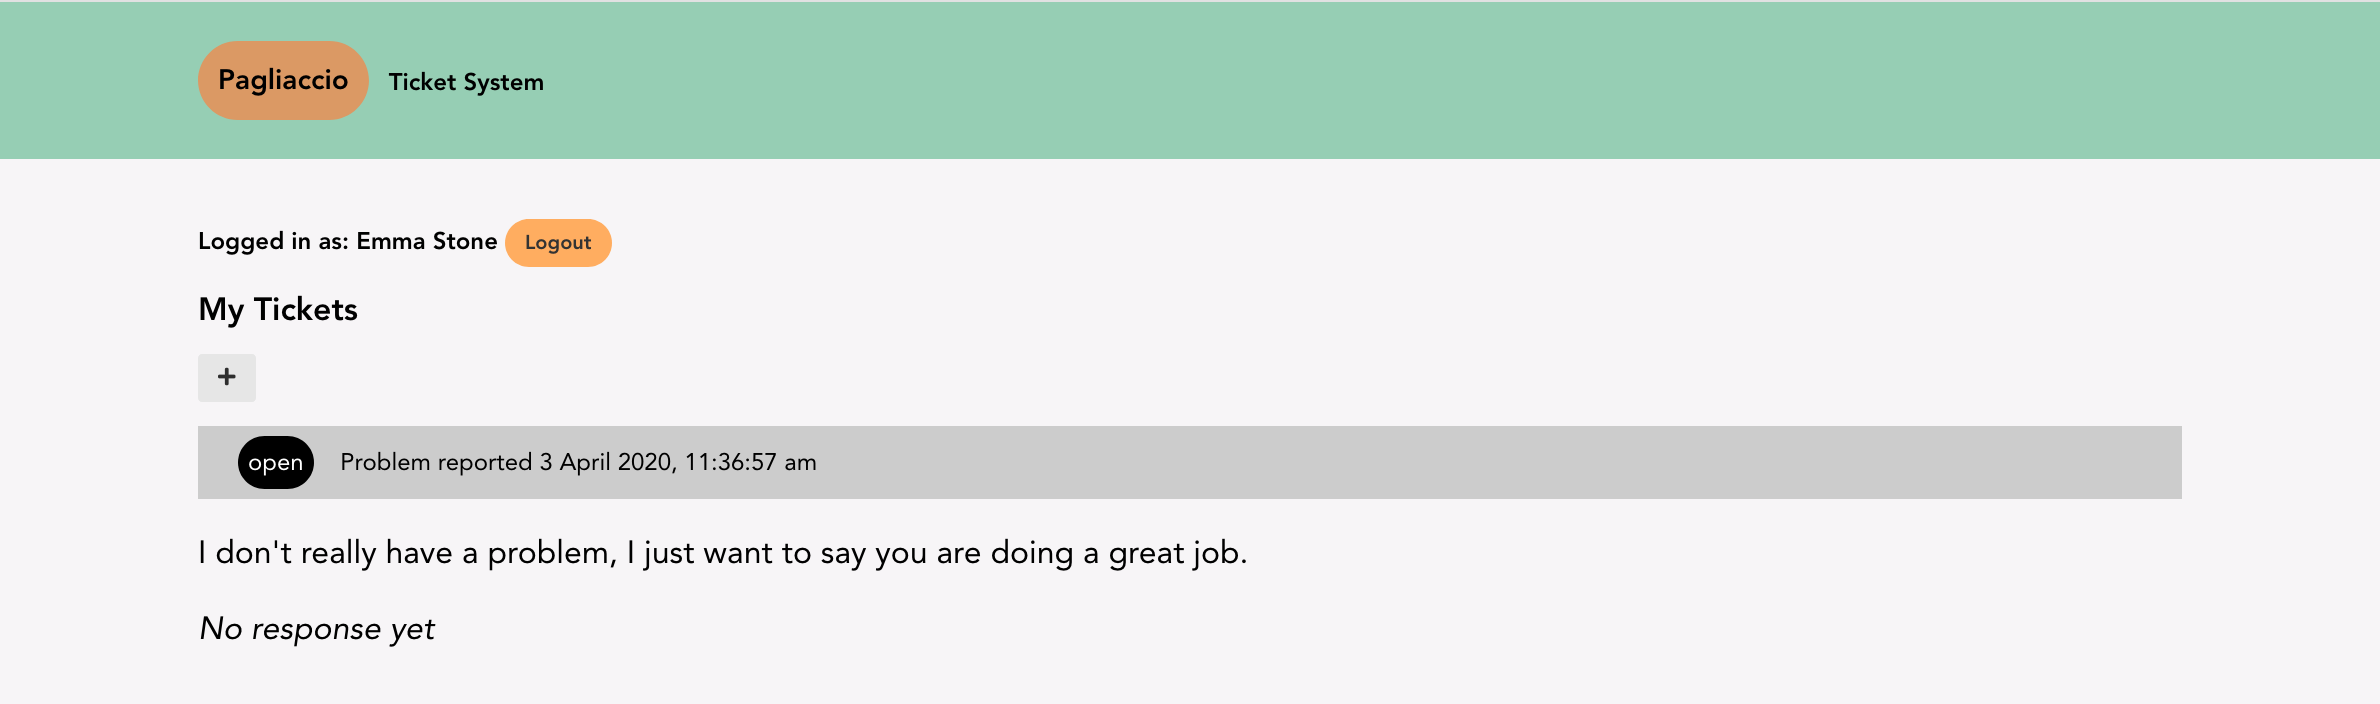 Pagliaccio Ticket System
Logged in as: Emma Stone Logout
My Tickets
+
open Problem reported 3 April 2020, 11:36:57 am
I don't really have a problem, I just want to say you are doing a great job.
No response yet